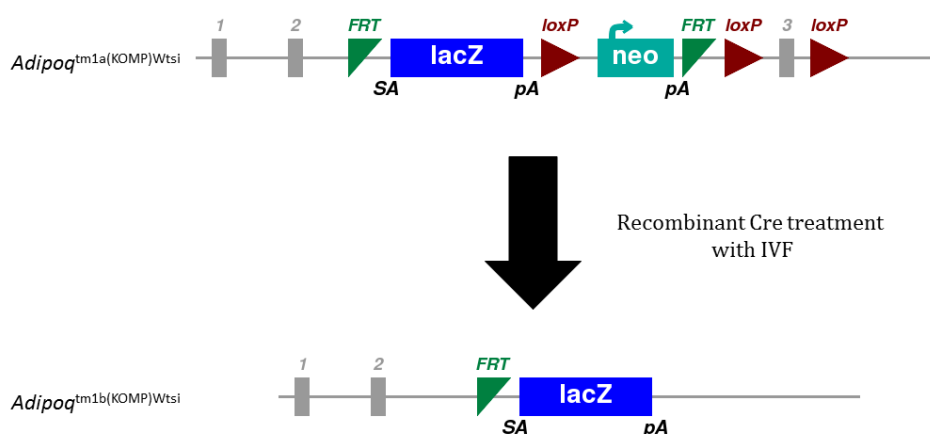 1 2 FRT loxP FRT loxP 3 loxP
Adipoq^tm1a(KOMP)Wtsi lacZ neo
SA pA pA
Recombinant Cre treatment
with IVF
1 2 FRT
Adipoq^tm1b(KOMP)Wtsi lacZ
SA pA